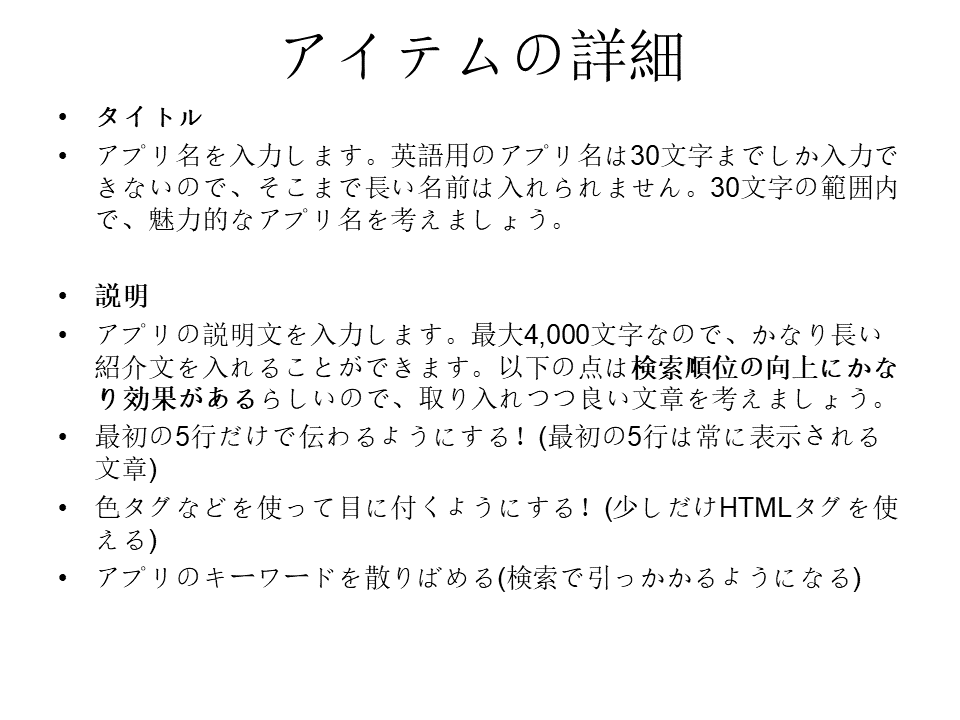 アイテムの詳細
• タイトル
• アプリ名を入力します。英語用のアプリ名は30文字までしか入力で
きないので、そこまで長い名前は入れられません。30文字の範囲内
で、魅力的なアプリ名を考えましょう。
• 説明
• アプリの説明文を入力します。最大4,000文字なので、かなり長い
紹介文を入れることができます。以下の点は検索順位の向上にかな
り効果があるらしいので、取り入れつつ良い文章を考えましょう。
• 最初の5行だけで伝わるようにする！(最初の5行は常に表示される
文章)
• 色タグなどを使って目に付くようにする！(少しだけHTMLタグを使
える)
• アプリのキーワードを散りばめる(検索で引っかかるようになる)